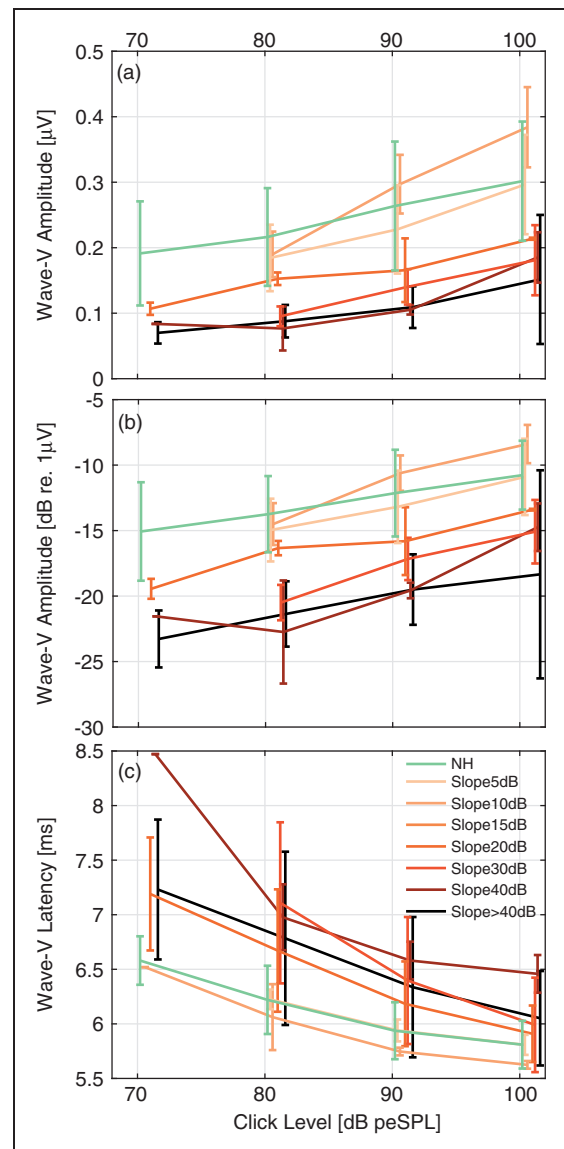 70 80 90 100
(a)
0.5
0.4
0.3
0.2
0.1
0
Wave-V Amplitude [µV]
(b)
-5
-10
-15
-20
-25
-30
Wave-V Amplitude [dB re. 1µV]
(c)
8.5
8
7.5
7
6.5
6
5.5
Wave-V Latency [ms]
NH
Slope5dB
Slope10dB
Slope15dB
Slope20dB
Slope30dB
Slope40dB
Slope>40dB
70 80 90 100
Click Level [dB peSPL]